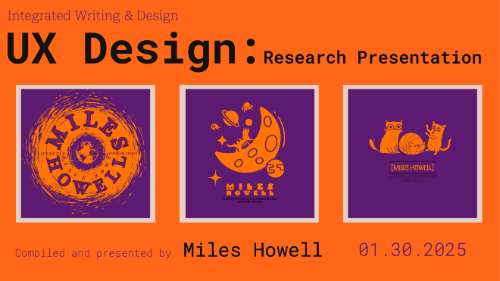 Integrated Writing & Design
UX Design: Research Presentation
MILES
HOWELL
MILES
HOWELL
[MILES HOWELL]
Compiled and presented by Miles Howell
01.30.2025